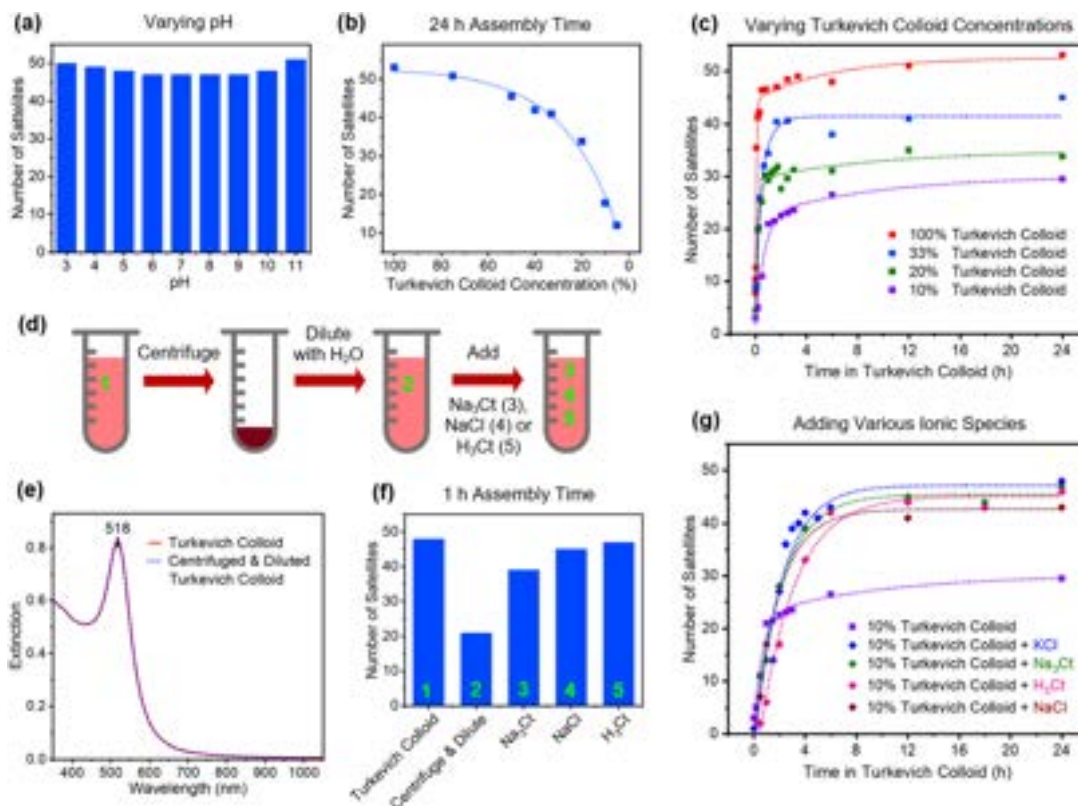 (a) Varying pH
Number of Sattelites
50
40
30
20
10
0
3 4 5 6 7 8 9 10 11
pH
(b) 24 h Assembly Time
Number of Satellites
50
40
30
20
10
100 80 60 40 20 0
Turkevich Colloid Concentration (%)
(c) Varying Turkevich Colloid Concentrations
Number of Satellites
50
40
30
20
10
0
100% Turkevich Colloid
33% Turkevich Colloid
20% Turkevich Colloid
10% Turkevich Colloid
0 4 8 12 16 20 24
Time in Turkevich Colloid (h)
(d)
1
Centrifuge
Dilute
with H₂O
2
Add
Na₃Ct (3),
NaCl (4) or
H₃Ct (5)
3
4
5
(e)
518
Turkevich Colloid
Centrifuged & Diluted
Turkevich Colloid
Extinction
0.8
0.6
0.4
0.2
0.0
400 500 600 700 800 900 1000
Wavelength (nm)
(f) 1 h Assembly Time
Number of Satellites
50
40
30
20
10
0
1 2 3 4 5
Turkevich Colloid
Centifuge & Dilute
Na₃Ct
NaCl
H₃Ct
(g) Adding Various Ionic Species
Number of Satellites
50
40
30
20
10
0
10% Turkevich Colloid
10% Turkevich Colloid + KCl
10% Turkevich Colloid + Na₃Ct
10% Turkevich Colloid + H₃Ct
10% Turkevich Colloid + NaCl
0 4 8 12 16 20 24
Time in Turkevich Colloid (h)